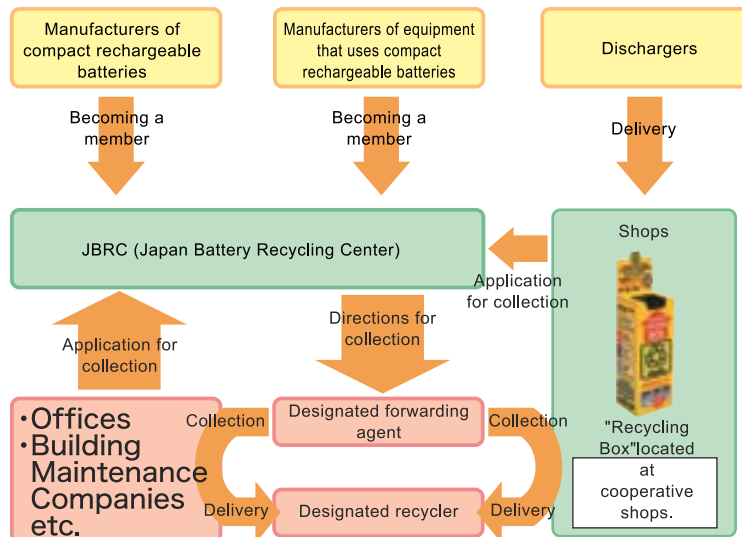 Manufacturers of
compact rechargeable
batteries
Manufacturers of equipment
that uses compact
rechargeable batteries
Dischargers
Becoming a
member
Becoming a
member
Delivery
JBRC (Japan Battery Recycling Center)
Shops
Application
for collection
Application for
collection
Directions for
collection
"Recycling
Box"located
at
cooperative
shops.
・Offices
・Building
Maintenance
Companies
etc.
Collection
Designated forwarding
agent
Collection
Delivery
Designated recycler
Delivery